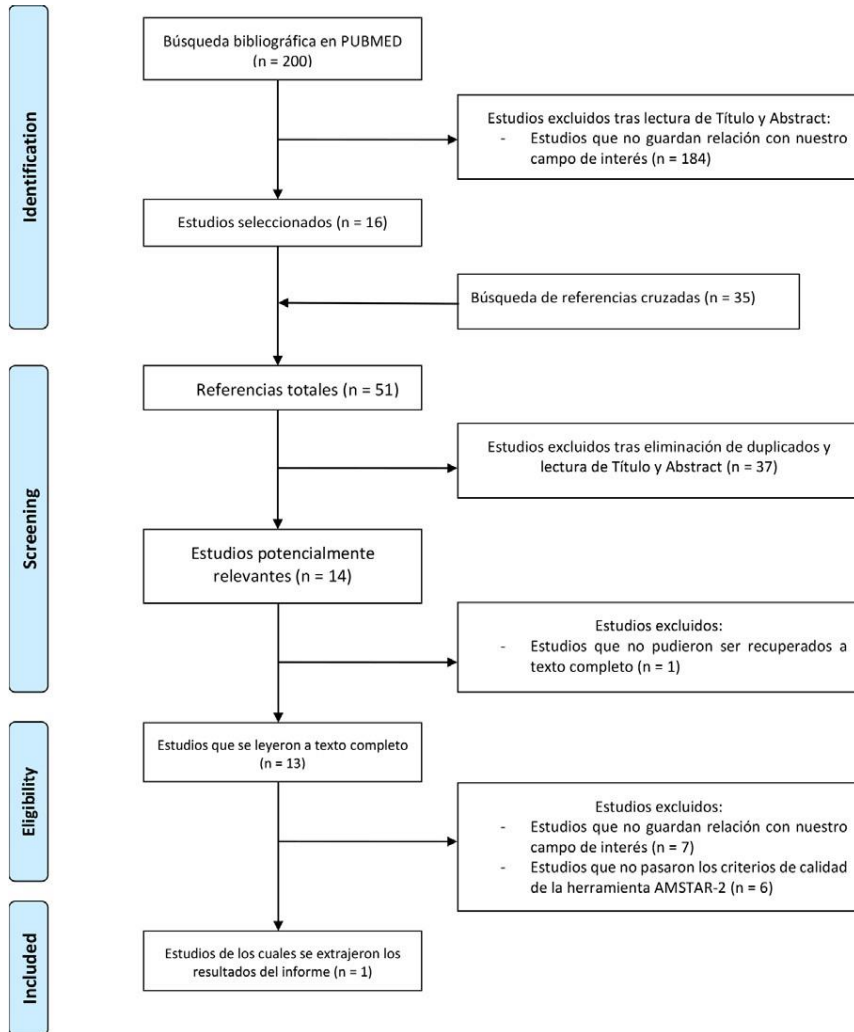 Identification
Búsqueda bibliográfica en PUBMED
(n = 200)
Estudios excluidos tras lectura de Título y Abstract:
- Estudios que no guardan relación con nuestro
campo de interés (n = 184)
Estudios seleccionados (n = 16)
Búsqueda de referencias cruzadas (n = 35)
Screening
Referencias totales (n = 51)
Estudios excluidos tras eliminación de duplicados y
lectura de Título y Abstract (n = 37)
Estudios potencialmente
relevantes (n = 14)
Estudios excluidos:
- Estudios que no pudieron ser recuperados a
texto completo (n = 1)
Eligibility
Estudios que se leyeron a texto completo
(n = 13)
Estudios excluidos:
- Estudios que no guardan relación con nuestro
campo de interés (n = 7)
- Estudios que no pasaron los criterios de calidad
de la herramienta AMSTAR-2 (n = 6)
Included
Estudios de los cuales se extrajeron los
resultados del informe (n = 1)